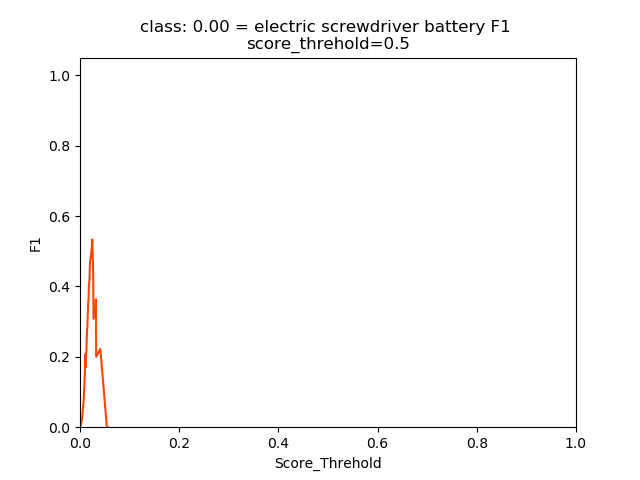 class: 0.00 = electric screwdriver battery F1
score_threhold=0.5
1.0
0.8
0.6
0.4
0.2
0.0
F1
0.0 0.2 0.4 0.6 0.8 1.0
Score_Threhold